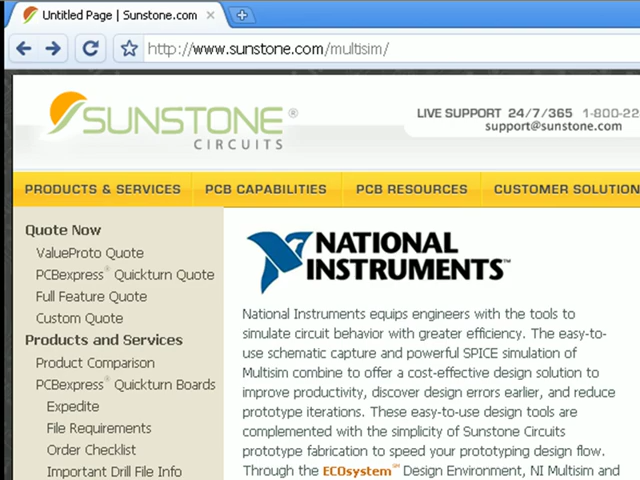 Untitled Page | Sunstone.com
http://www.sunstone.com/multisim/
SUNSTONE®
CIRCUITS
LIVE SUPPORT 24/7/365 1-800-22
support@sunstone.com
PRODUCTS & SERVICES PCB CAPABILITIES PCB RESOURCES CUSTOMER SOLUTION
Quote Now
ValueProto Quote
PCBexpress® Quickturn Quote
Full Feature Quote
Custom Quote
Products and Services
Product Comparison
PCBexpress® Quickturn Boards
Expedite
File Requirements
Order Checklist
Important Drill File Info
NATIONAL
INSTRUMENTS™
National Instruments equips engineers with the tools to
simulate circuit behavior with greater efficiency. The easy-to-
use schematic capture and powerful SPICE simulation of
Multisim combine to offer a cost-effective design solution to
improve productivity, discover design errors earlier, and reduce
prototype iterations. These easy-to-use design tools are
complemented with the simplicity of Sunstone Circuits
prototype fabrication to speed your prototyping design flow.
Through the ECOsystem℠ Design Environment, NI Multisim and